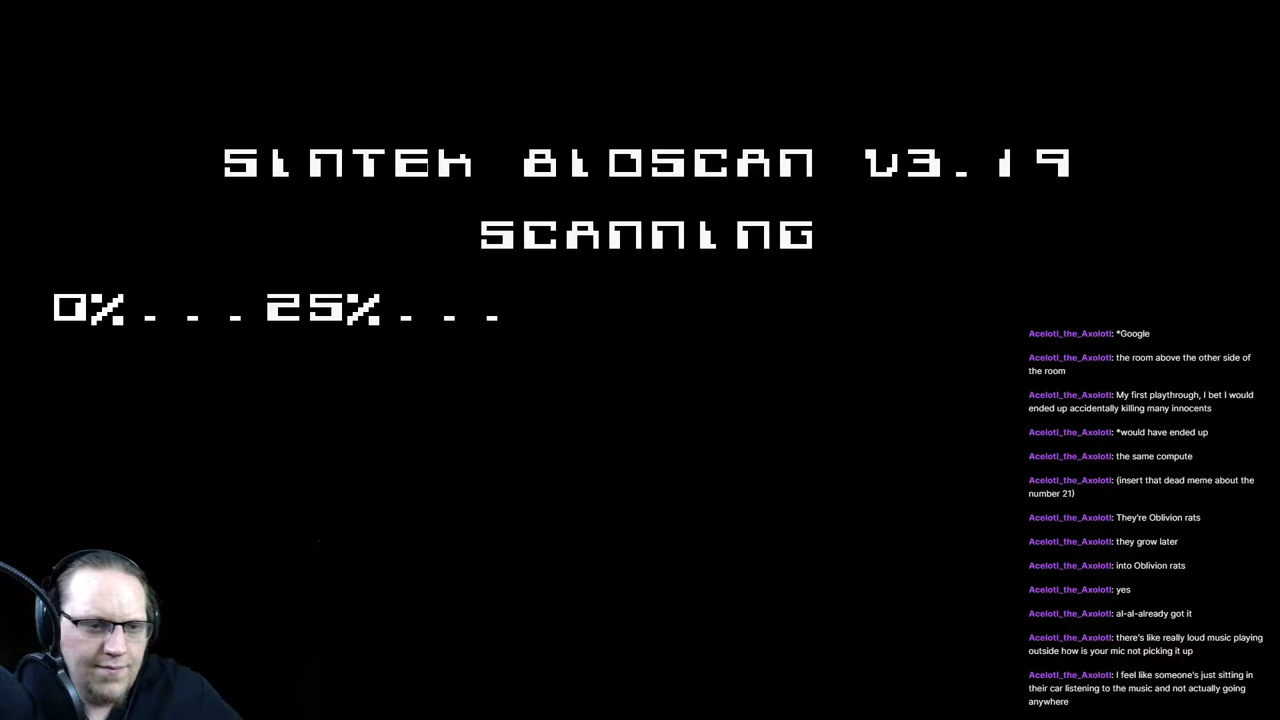 SINTEK BIOSCAN V3.19
SCANNING
0%...25%...
Acelotl_the_Axolotl: *Google
Acelotl_the_Axolotl: the room above the other side of
the room
Acelotl_the_Axolotl: My first playthrough, I bet I would
ended up accidentally killing many innocents
Acelotl_the_Axolotl: *would have ended up
Acelotl_the_Axolotl: the same compute
Acelotl_the_Axolotl: (insert that dead meme about the
number 21)
Acelotl_the_Axolotl: They're Oblivion rats
Acelotl_the_Axolotl: they grow later
Acelotl_the_Axolotl: into Oblivion rats
Acelotl_the_Axolotl: yes
Acelotl_the_Axolotl: al-al-already got it
Acelotl_the_Axolotl: there's like really loud music playing
outside how is your mic not picking it up
Acelotl_the_Axolotl: I feel like someone's just sitting in
their car listening to the music and not actually going
anywhere